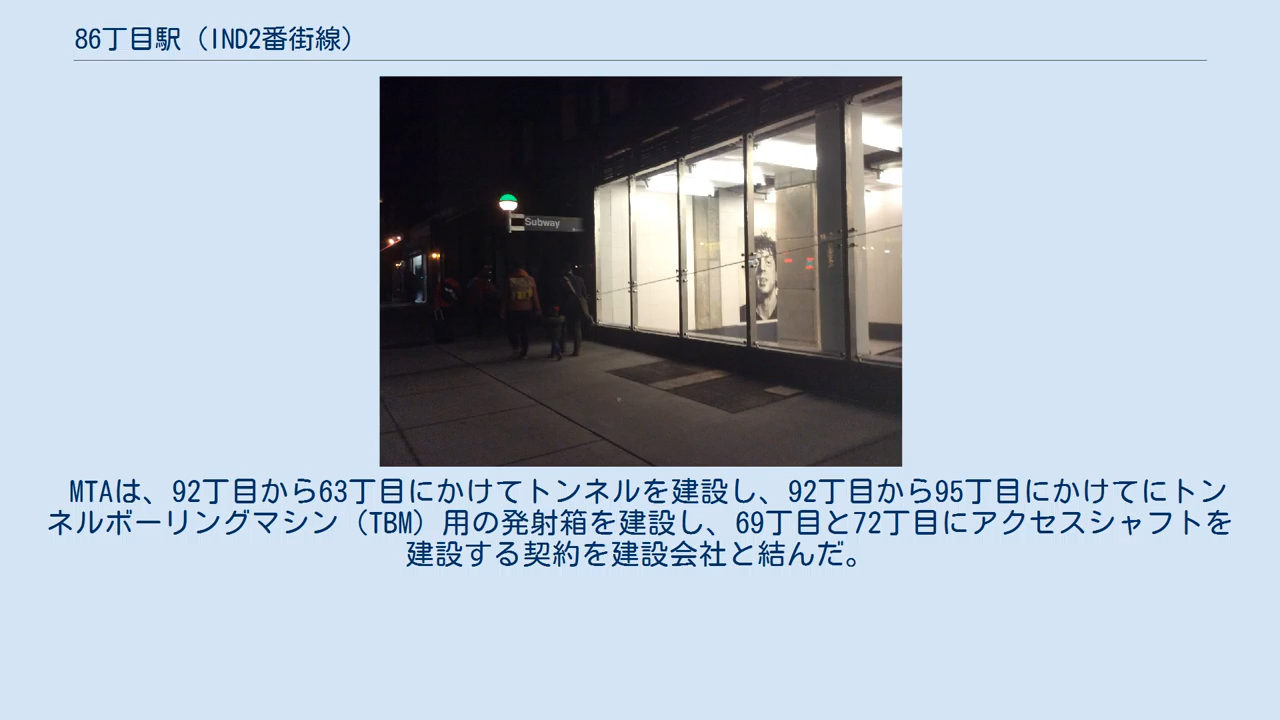 86丁目駅（IND2番街線）
Subway
MTAは、92丁目から63丁目にかけてトンネルを建設し、92丁目から95丁目にかけてにトン
ネルボーリングマシン（TBM）用の発射箱を建設し、69丁目と72丁目にアクセスシャフトを
建設する契約を建設会社と結んだ。